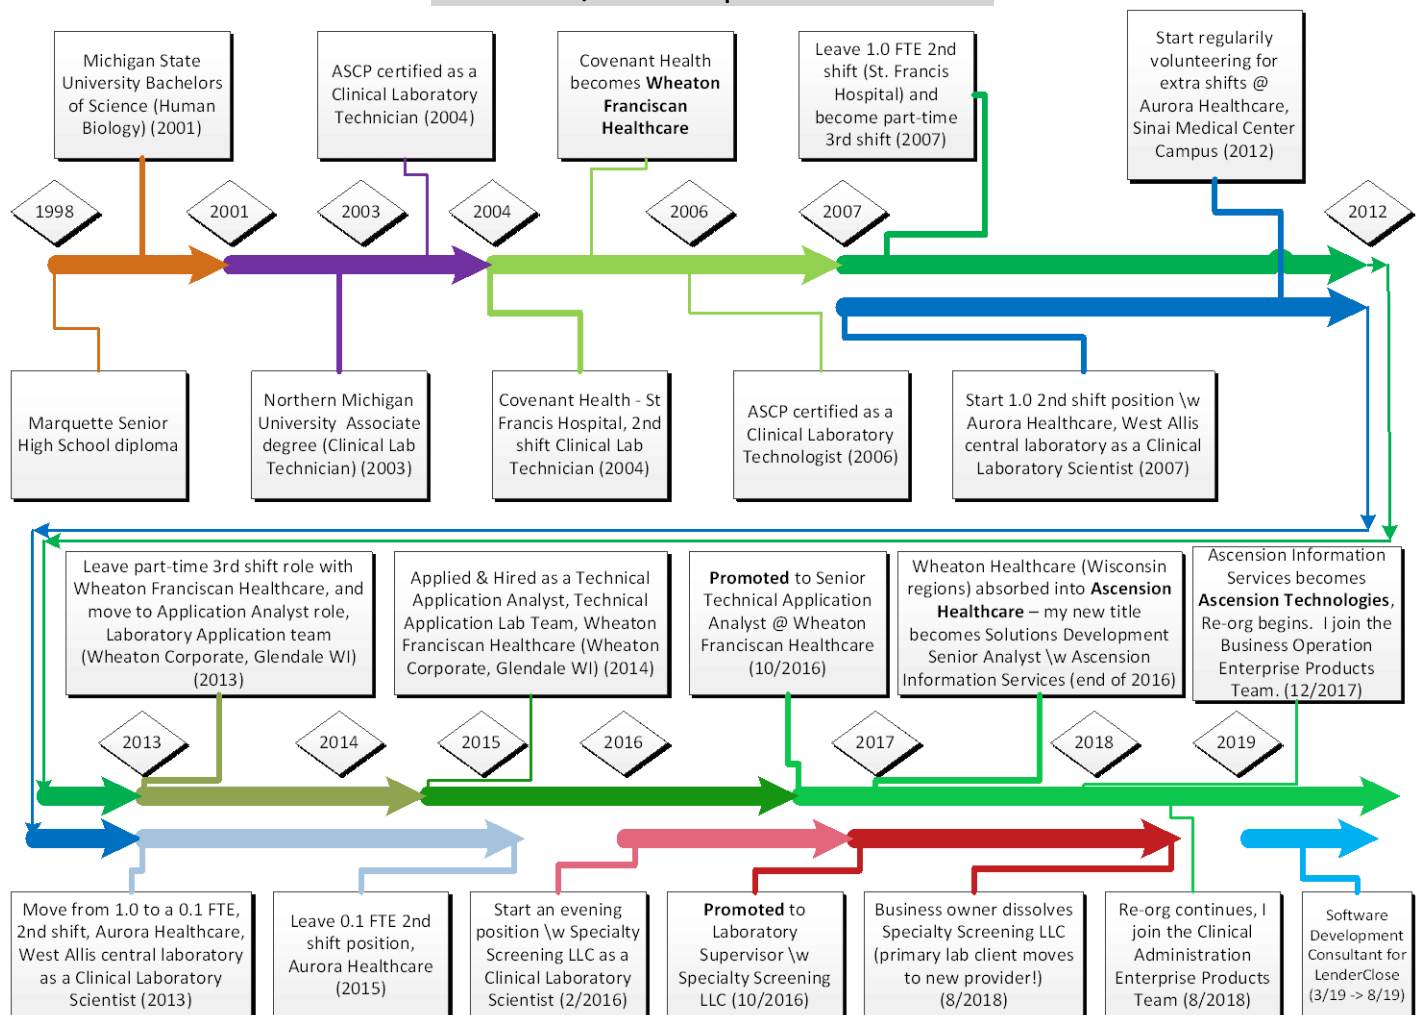 Michigan State
University Bachelors
of Science (Human
Biology) (2001)
ASCP certified as a
Clinical Laboratory
Technician (2004)
Covenant Health
becomes Wheaton
Franciscan
Healthcare
Leave 1.0 FTE 2nd
shift (St. Francis
Hospital) and
become part-time
3rd shift (2007)
Start regularily
volunteering for
extra shifts @
Aurora Healthcare,
Sinai Medical Center
Campus (2012)
1998
2001
2003
2004
2006
2007
2012
Marquette Senior
High School diploma
Northern Michigan
University Associate
degree (Clinical Lab
Technician) (2003)
Covenant Health - St
Francis Hospital, 2nd
shift Clinical Lab
Technician (2004)
ASCP certified as a
Clinical Laboratory
Technologist (2006)
Start 1.0 2nd shift position \w
Aurora Healthcare, West Allis
central laboratory as a Clinical
Laboratory Scientist (2007)
Leave part-time 3rd shift role with
Wheaton Franciscan Healthcare, and
move to Application Analyst role,
Laboratory Application team
(Wheaton Corporate, Glendale WI)
(2013)
Applied & Hired as a Technical
Application Analyst, Technical
Application Lab Team, Wheaton
Franciscan Healthcare (Wheaton
Corporate, Glendale WI) (2014)
Promoted to Senior
Technical Application
Analyst @ Wheaton
Franciscan Healthcare
(10/2016)
Wheaton Healthcare (Wisconsin
regions) absorbed into Ascension
Healthcare – my new title
becomes Solutions Development
Senior Analyst \w Ascension
Information Services (end of 2016)
Ascension Information
Services becomes
Ascension Technologies,
Re-org begins. I join the
Business Operation
Enterprise Products
Team. (12/2017)
2013
2014
2015
2016
2017
2018
2019
Move from 1.0 to a 0.1 FTE,
2nd shift, Aurora Healthcare,
West Allis central laboratory
as a Clinical Laboratory
Scientist (2013)
Leave 0.1 FTE 2nd
shift position,
Aurora Healthcare
(2015)
Start an evening
position \w Specialty
Screening LLC as a
Clinical Laboratory
Scientist (2/2016)
Promoted to
Laboratory
Supervisor \w
Specialty Screening
LLC (10/2016)
Business owner dissolves
Specialty Screening LLC
(primary lab client moves
to new provider!)
(8/2018)
Re-org continues, I
join the Clinical
Administration
Enterprise Products
Team (8/2018)
Software
Development
Consultant for
LenderClose
(3/19 -> 8/19)